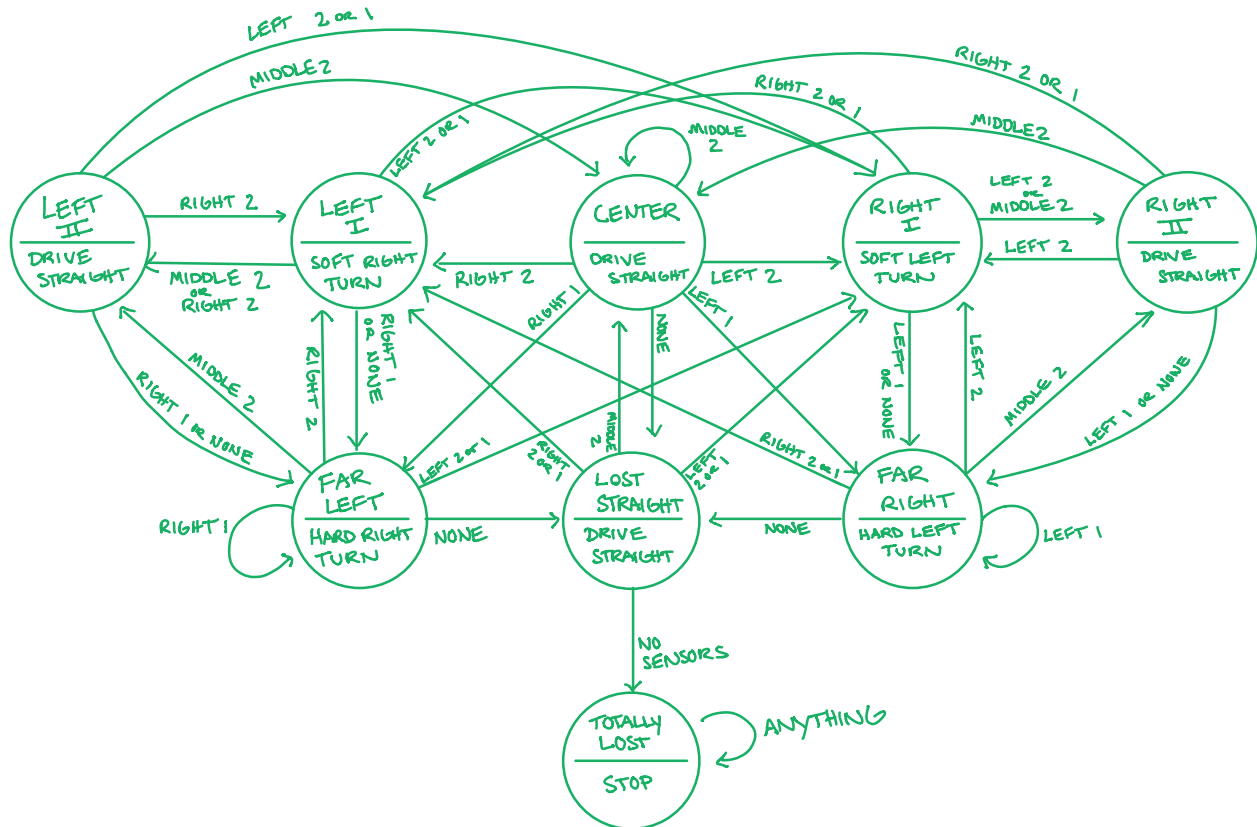 LEFT 2 OR 1
MIDDLE 2
LEFT 2 OR 1
RIGHT 2 OR 1
RIGHT 2 OR 1
MIDDLE 2
MIDDLE
2
LEFT
II
DRIVE
STRAIGHT
RIGHT 2
MIDDLE 2
OR
RIGHT 2
LEFT
I
SOFT RIGHT
TURN
RIGHT 2
CENTER
DRIVE
STRAIGHT
LEFT 2
RIGHT
I
SOFT LEFT
TURN
LEFT 2
OR
MIDDLE 2
LEFT 2
RIGHT
II
DRIVE
STRAIGHT
RIGHT 1 OR NONE
MIDDLE 2
RIGHT 2
RIGHT 1
OR NONE
RIGHT 1
NONE
LEFT 1
MIDDLE
2
LEFT 1
OR NONE
LEFT 2
MIDDLE 2
LEFT 1 OR NONE
LEFT 2 OR 1
RIGHT
2 OR 1
LEFT
2 OR 1
RIGHT 2 OR 1
RIGHT 1
FAR
LEFT
HARD RIGHT
TURN
NONE
LOST
STRAIGHT
DRIVE
STRAIGHT
NONE
FAR
RIGHT
HARD LEFT
TURN
LEFT 1
NO
SENSORS
TOTALLY
LOST
STOP
ANYTHING